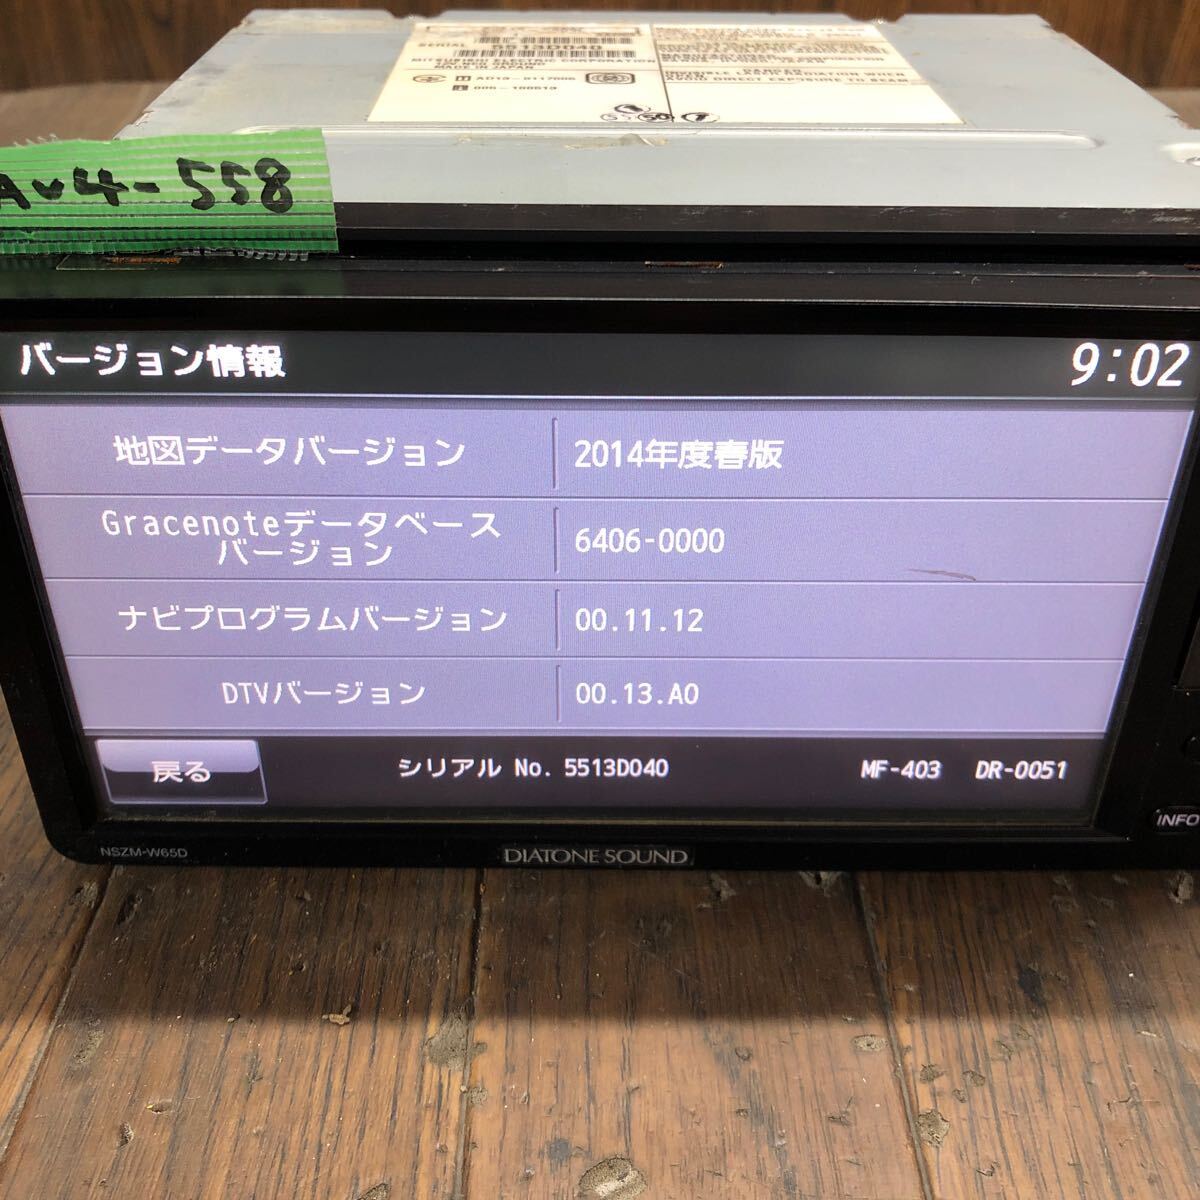 SERIAL 5513D040
MITSUBISHI ELECTRIC CORPORATION
MADE IN JAPAN
Av4-558
バージョン情報
9:02
地図データバージョン
2014年度春版
Gracenoteデータベース
バージョン
6406-0000
ナビプログラムバージョン
00.11.12
DTVバージョン
00.13.A0
戻る
シリアル No. 5513D040
MF-403 DR-0051
INFO
NSZM-W65D
DIATONE SOUND